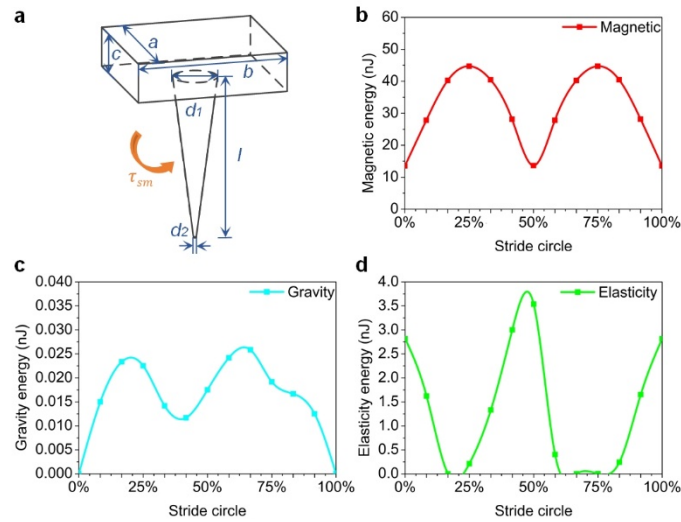 a
c
a
b
d1
l
τsm
d2
b
Magnetic energy (nJ)
60
50
40
30
20
10
0
Magnetic
0% 25% 50% 75% 100%
Stride circle
c
Gravity energy (nJ)
0.040
0.035
0.030
0.025
0.020
0.015
0.010
0.005
0.000
Gravity
0% 25% 50% 75% 100%
Stride circle
d
Elasticity energy (nJ)
4.0
3.5
3.0
2.5
2.0
1.5
1.0
0.5
0.0
Elasticity
0% 25% 50% 75% 100%
Stride circle